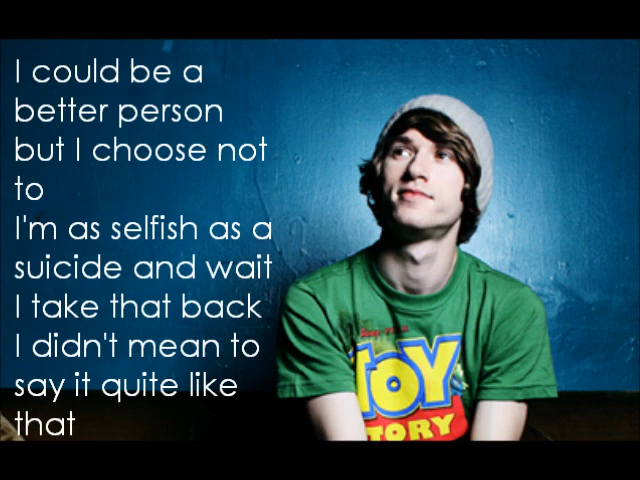 I could be a
better person
but I choose not
to
I'm as selfish as a
suicide and wait
I take that back
I didn't mean to
say it quite like
that
TOY
STORY